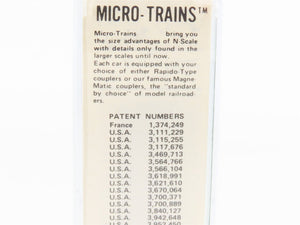 MICRO-TRAINS™
Micro-Trains bring you
the size advantages of N-Scale
with details only found in the
larger scales until now.
Each car is equipped with your
choice of either Rapido-Type
couplers or our famous Magne-
Matic couplers, the "standard
by choice" of model railroad-
ers.
PATENT NUMBERS
France 1,374,249
U.S.A. 3,111,229
U.S.A. 3,115,255
U.S.A. 3,117,676
U.S.A. 3,469,713
U.S.A. 3,564,766
U.S.A. 3,566,104
U.S.A. 3,618,991
U.S.A. 3,621,610
U.S.A. 3,670,064
U.S.A. 3,700,371
U.S.A. 3,700,889
U.S.A. 3,840,127
U.S.A. 3,942,648
U.S.A.